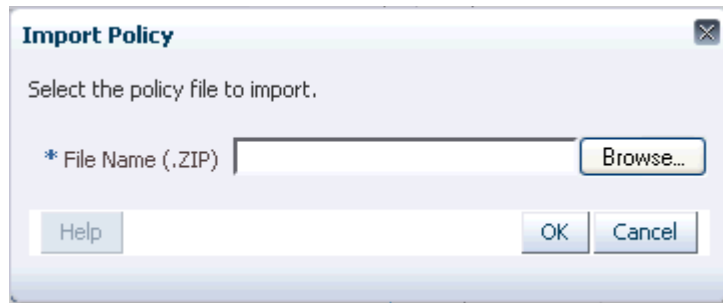 Import Policy
Select the policy file to import.
* File Name (.ZIP) Browse...
Help OK Cancel